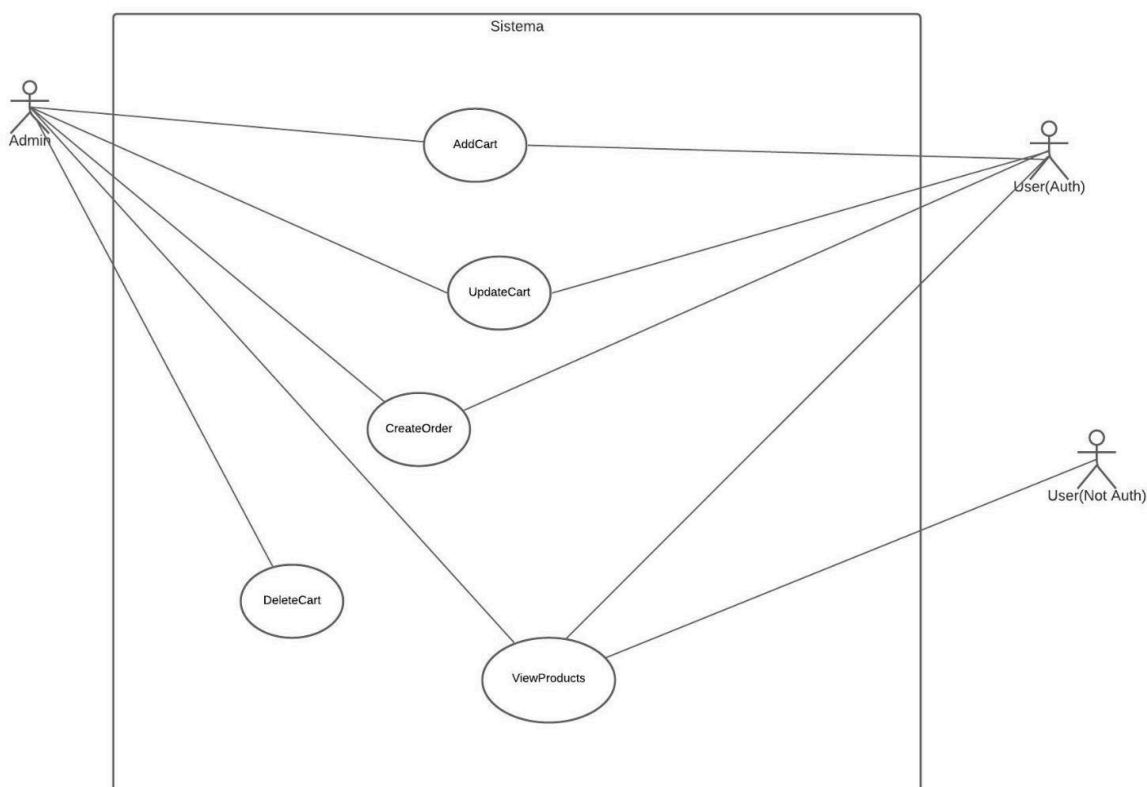 Sistema
Admin
AddCart
User(Auth)
UpdateCart
CreateOrder
User(Not Auth)
DeleteCart
ViewProducts